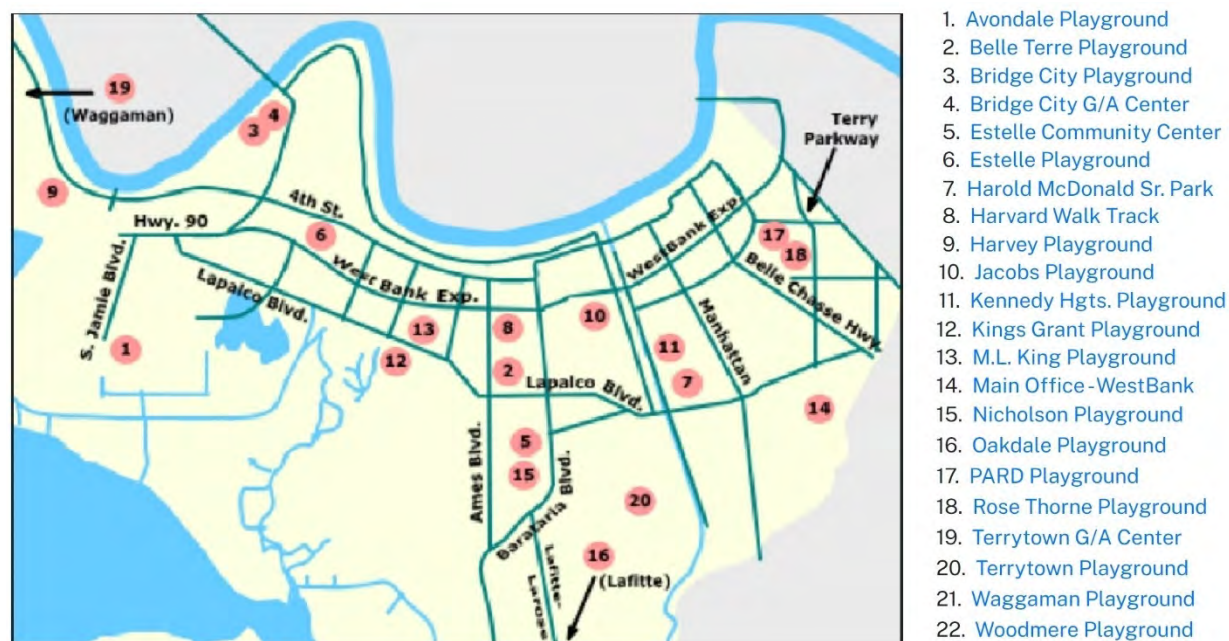 19
(Waggaman)
4
3
Terry
Parkway
9
4th St.
Hwy. 90
6
WestBank Exp.
17
18
S. Jamie Blvd.
Lapalco Blvd.
West Bank Exp.
Belle Chasse Hwy.
Manhattan
10
13
8
1
12
2
11
7
Lapalco Blvd.
14
Ames Blvd.
5
15
Barataria Blvd.
20
16
(Lafitte)
Lafitte-
Larose
1. Avondale Playground
2. Belle Terre Playground
3. Bridge City Playground
4. Bridge City G/A Center
5. Estelle Community Center
6. Estelle Playground
7. Harold McDonald Sr. Park
8. Harvard Walk Track
9. Harvey Playground
10. Jacobs Playground
11. Kennedy Hgts. Playground
12. Kings Grant Playground
13. M.L. King Playground
14. Main Office-WestBank
15. Nicholson Playground
16. Oakdale Playground
17. PARD Playground
18. Rose Thorne Playground
19. Terrytown G/A Center
20. Terrytown Playground
21. Waggaman Playground
22. Woodmere Playground